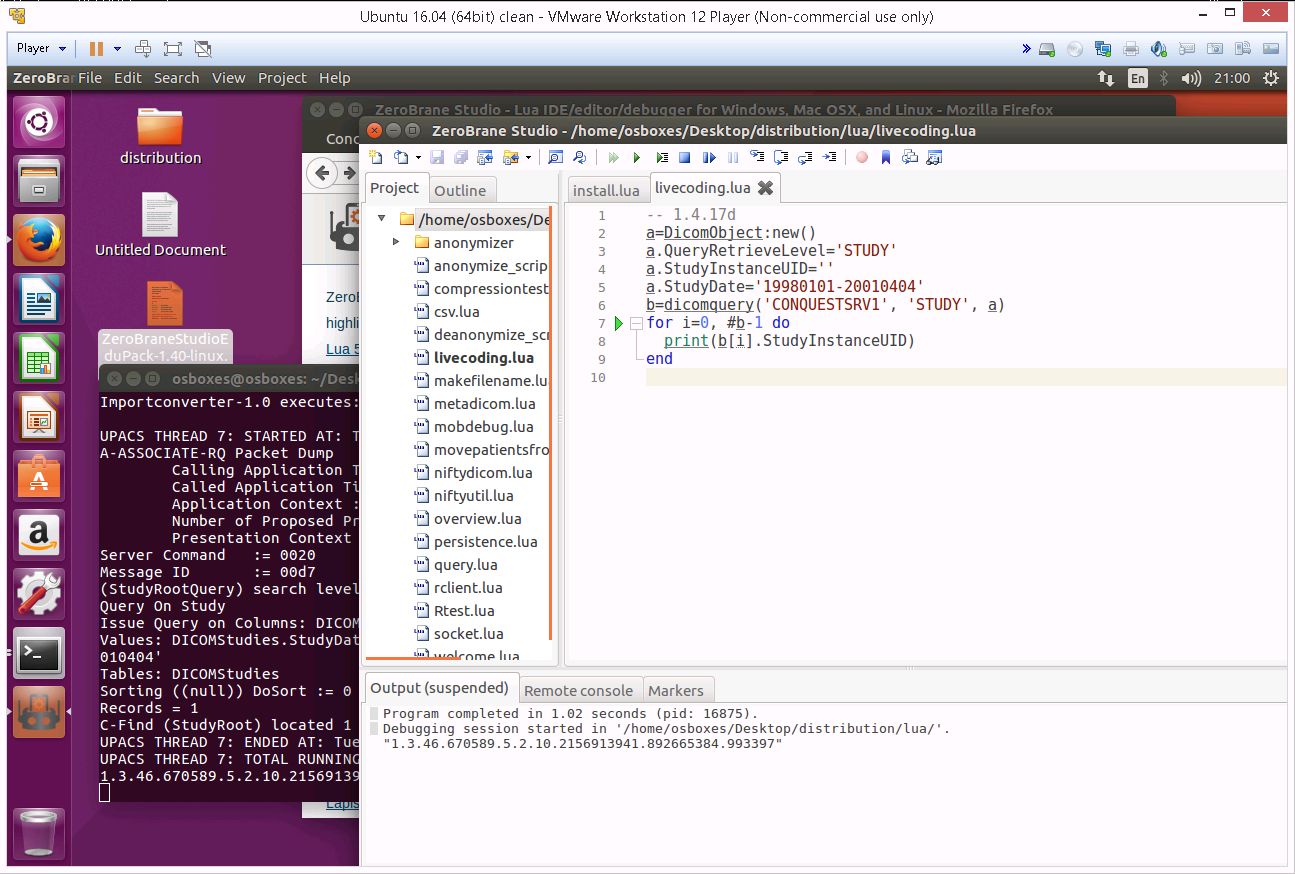 Ubuntu 16.04 (64bit) clean - VMware Workstation 12 Player (Non-commercial use only)
Player
ZeroBra File Edit Search View Project Help
En
21:00
distribution
Untitled Document
ZeroBraneStudioE
duPack-1.40-linux.
ZeroBrane Studio - Lua IDE/editor/debugger for Windows, Mac OSX, and Linux - Mozilla Firefox
Conc
ZeroB
highli
Lua 5
Lapis
ZeroBrane Studio - /home/osboxes/Desktop/distribution/lua/livecoding.lua
Project
Outline
/home/osboxes/De
anonymizer
anonymize_scrip
compressiontest
csv.lua
deanonymize_scr
livecoding.lua
makefilename.lua
metadicom.lua
mobdebug.lua
movepatientsfro
niftydicom.lua
niftyutil.lua
overview.lua
persistence.lua
query.lua
rclient.lua
Rtest.lua
socket.lua
welcome.lua
install.lua
livecoding.lua
1 -- 1.4.17d
2 a=DicomObject:new()
3 a.QueryRetrieveLevel='STUDY'
4 a.StudyInstanceUID=''
5 a.StudyDate='19980101-20010404'
6 b=dicomquery('CONQUESTSRV1', 'STUDY', a)
7 for i=0, #b-1 do
8 print(b[i].StudyInstanceUID)
9 end
10
Output (suspended)
Remote console
Markers
Program completed in 1.02 seconds (pid: 16875).
Debugging session started in '/home/osboxes/Desktop/distribution/lua/'.
"1.3.46.670589.5.2.10.2156913941.892665384.993397"
osboxes@osboxes: ~/Desk
Importconverter-1.0 executes:
UPACS THREAD 7: STARTED AT: T
A-ASSOCIATE-RQ Packet Dump
Calling Application T
Called Application Ti
Application Context :
Number of Proposed Pr
Presentation Context
Server Command := 0020
Message ID := 00d7
(StudyRootQuery) search level
Query On Study
Issue Query on Columns: DICOM
Values: DICOMStudies.StudyDat
010404'
Tables: DICOMStudies
Sorting ((null)) DoSort := 0
Records = 1
C-Find (StudyRoot) located 1
UPACS THREAD 7: ENDED AT: Tue
UPACS THREAD 7: TOTAL RUNNING
1.3.46.670589.5.2.10.21569139